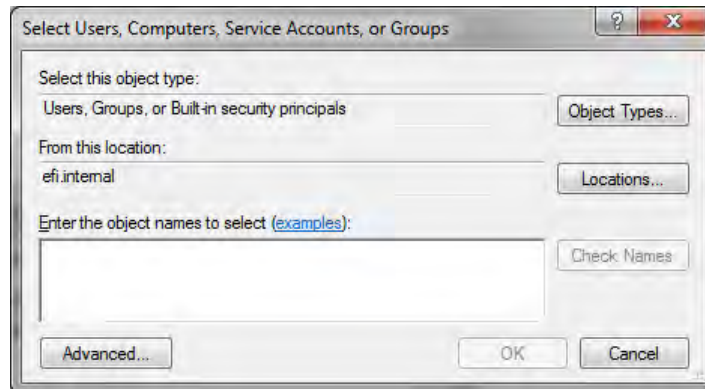 Select Users, Computers, Service Accounts, or Groups
Select this object type:
Users, Groups, or Built-in security principals
Object Types...
From this location:
efi.internal
Locations...
Enter the object names to select (examples):
Check Names
Advanced...
OK
Cancel